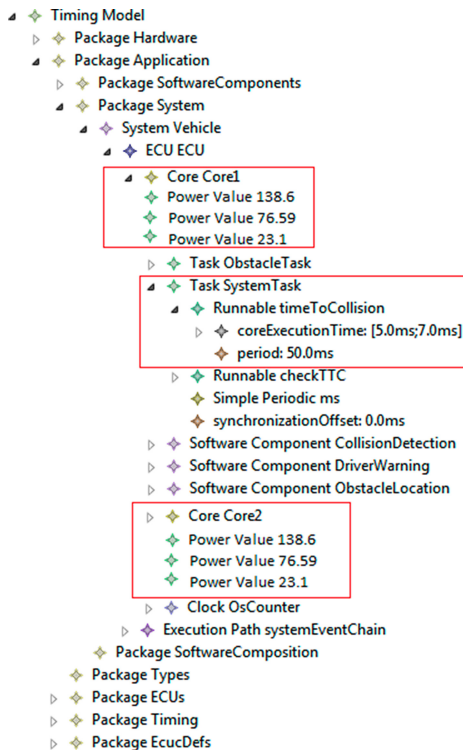 Timing Model
Package Hardware
Package Application
Package SoftwareComponents
Package System
System Vehicle
ECU ECU
Core Core1
Power Value 138.6
Power Value 76.59
Power Value 23.1
Task ObstacleTask
Task SystemTask
Runnable timeToCollision
coreExecutionTime: [5.0ms;7.0ms]
period: 50.0ms
Runnable checkTTC
Simple Periodic ms
synchronizationOffset: 0.0ms
Software Component CollisionDetection
Software Component DriverWarning
Software Component ObstacleLocation
Core Core2
Power Value 138.6
Power Value 76.59
Power Value 23.1
Clock OsCounter
Execution Path systemEventChain
Package SoftwareComposition
Package Types
Package ECUs
Package Timing
Package EcucDefs